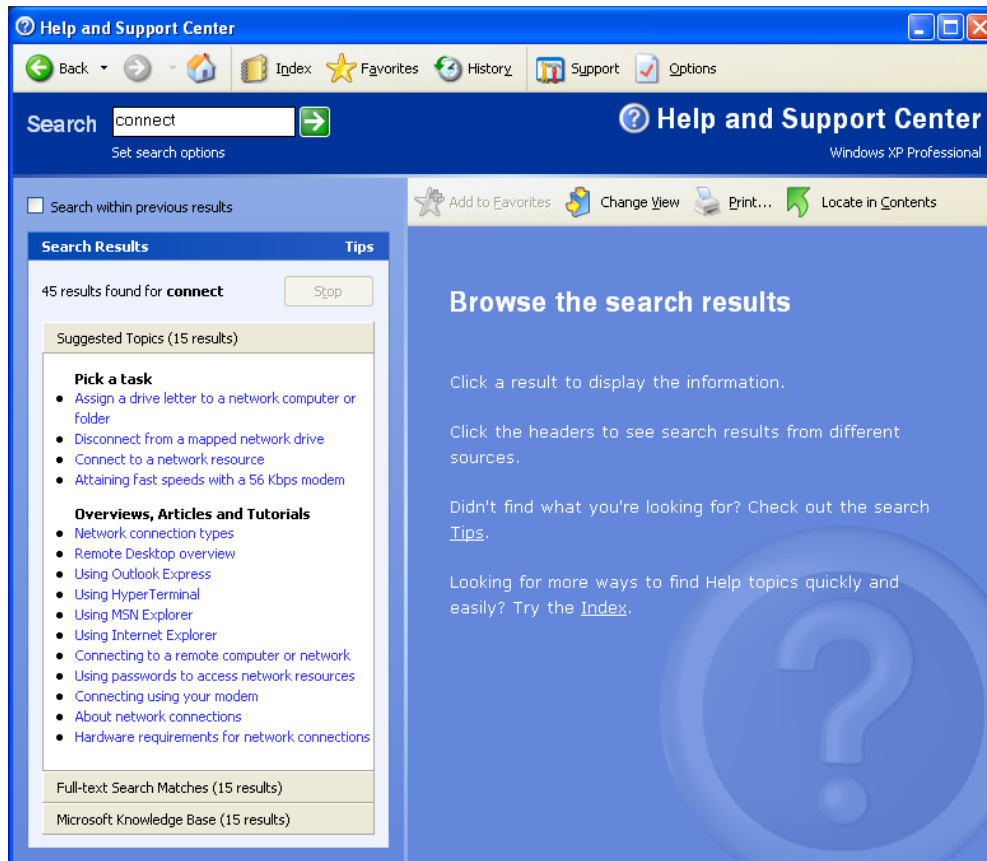 Help and Support Center
Back
Index
Favorites
History
Support
Options
Search
connect
Set search options
Help and Support Center
Windows XP Professional
Search within previous results
Add to Favorites
Change View
Print...
Locate in Contents
Search Results
Tips
45 results found for connect
Stop
Suggested Topics (15 results)
Pick a task
Assign a drive letter to a network computer or
folder
Disconnect from a mapped network drive
Connect to a network resource
Attaining fast speeds with a 56 Kbps modem
Overviews, Articles and Tutorials
Network connection types
Remote Desktop overview
Using Outlook Express
Using HyperTerminal
Using MSN Explorer
Using Internet Explorer
Connecting to a remote computer or network
Using passwords to access network resources
Connecting using your modem
About network connections
Hardware requirements for network connections
Full-text Search Matches (15 results)
Microsoft Knowledge Base (15 results)
Browse the search results
Click a result to display the information.
Click the headers to see search results from different
sources.
Didn't find what you're looking for? Check out the search
Tips.
Looking for more ways to find Help topics quickly and
easily? Try the Index.